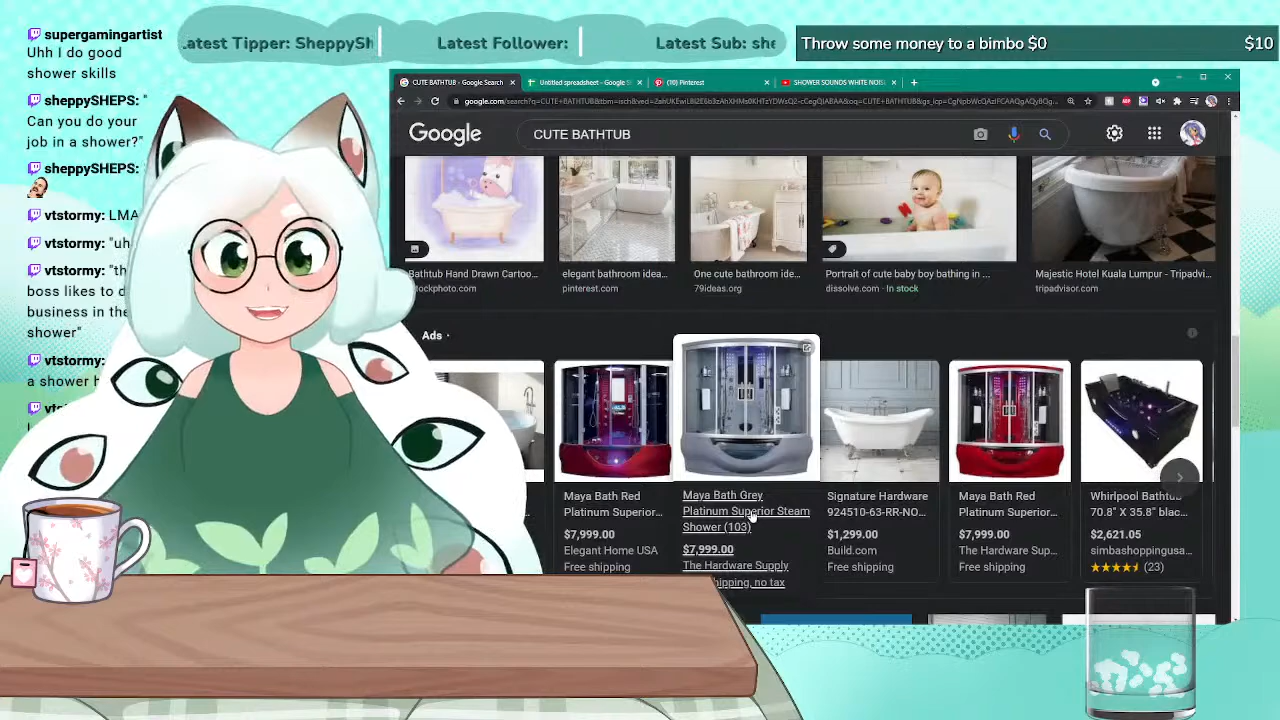 supergamingartist
Uhh I do good
shower skills
sheppySHEPS: "
Can you do your
job in a shower?"
sheppySHEPS:
vtstormy: LMA
vtstormy: "uh
vtstormy: "th
boss likes to d
business in the
shower"
vtstormy:
a shower h
vt
atest Tipper: SheppySh
Latest Follower:
Latest Sub: she
Throw some money to a bimbo $0
$10
CUTE BATHTUB - Google Search
Untitled spreadsheet - Google S
(10) Pinterest
SHOWER SOUNDS WHITE NOIS
Google
CUTE BATHTUB
Bathtub Hand Drawn Cartoo...
stockphoto.com
elegant bathroom idea...
pinterest.com
One cute bathroom ide...
79ideas.org
Portrait of cute baby boy bathing in ...
dissolve.com · In stock
Majestic Hotel Kuala Lumpur - Tripadvi...
tripadvisor.com
Ads ·
Maya Bath Red
Platinum Superior...
$7,999.00
Elegant Home USA
Free shipping
Maya Bath Grey
Platinum Superior Steam
Shower (103)
$7,999.00
The Hardware Supply
hipping, no tax
Signature Hardware
924510-63-RR-NO...
$1,299.00
Build.com
Free shipping
Maya Bath Red
Platinum Superior...
$7,999.00
The Hardware Sup...
Free shipping
Whirlpool Bathtub
70.8" X 35.8" blac...
$2,621.05
simbashoppingusa...
(23)